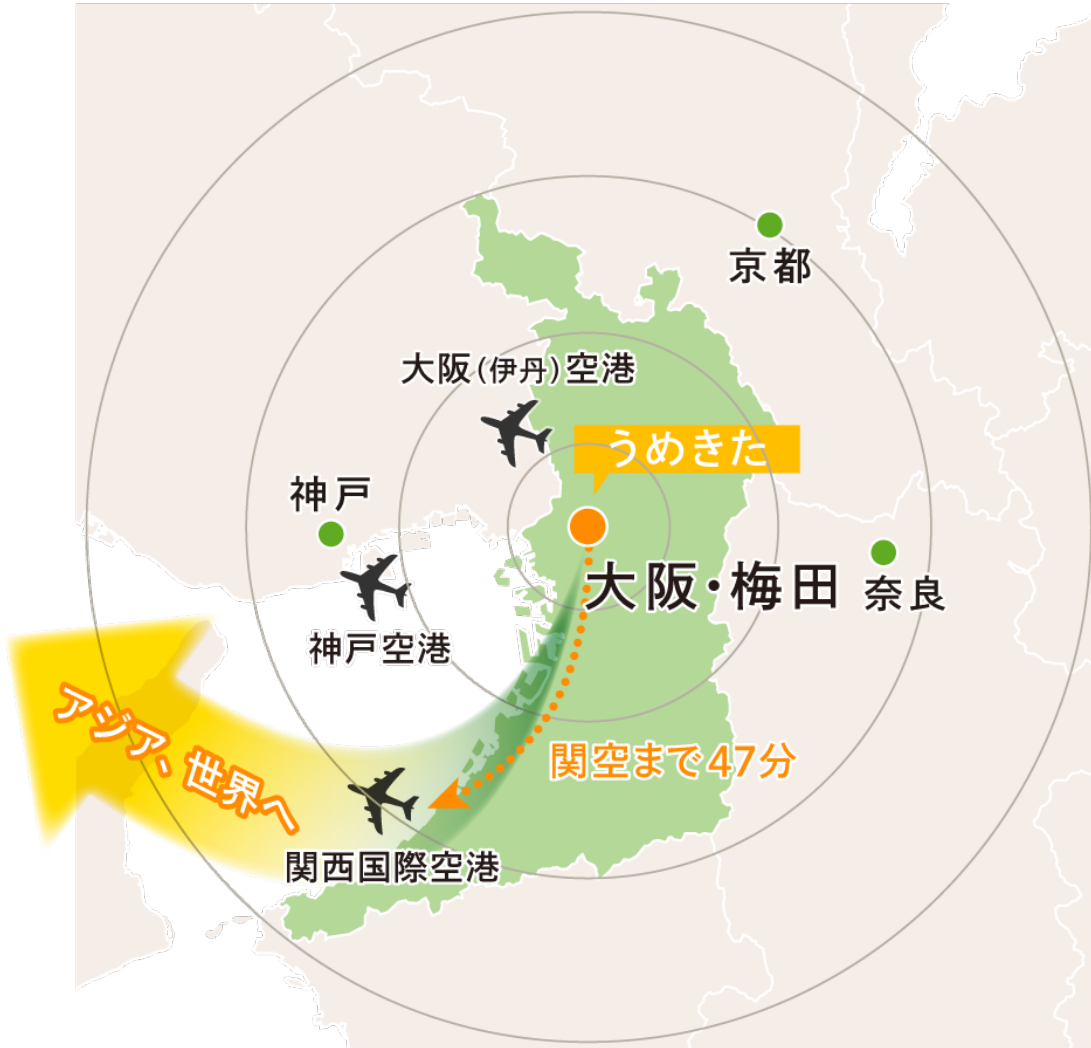 京都
大阪(伊丹)空港
うめきた
神戸
大阪・梅田
奈良
神戸空港
関空まで47分
アジア、世界へ
関西国際空港